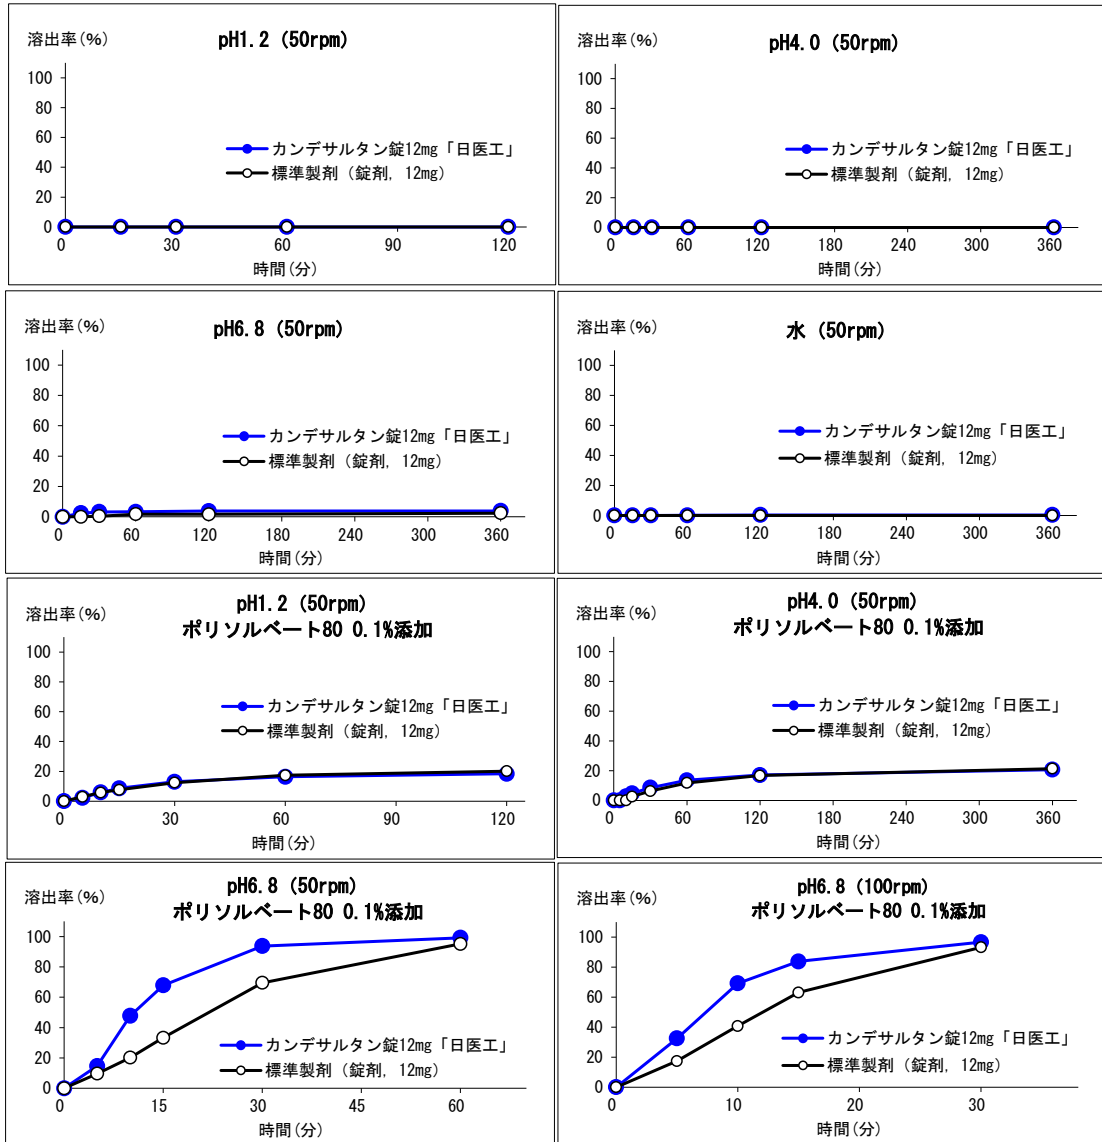 溶出率(%)
pH1.2 (50rpm)
100
80
60
40
20
0
カンデサルタン錠12mg「日医工」
標準製剤（錠剤, 12mg）
0 30 60 90 120
時間(分)
溶出率(%)
pH4.0 (50rpm)
100
80
60
40
20
0
カンデサルタン錠12mg「日医工」
標準製剤（錠剤, 12mg）
0 60 120 180 240 300 360
時間(分)
溶出率(%)
pH6.8 (50rpm)
100
80
60
40
20
0
カンデサルタン錠12mg「日医工」
標準製剤（錠剤, 12mg）
0 60 120 180 240 300 360
時間(分)
溶出率(%)
水 (50rpm)
100
80
60
40
20
0
カンデサルタン錠12mg「日医工」
標準製剤（錠剤, 12mg）
0 60 120 180 240 300 360
時間(分)
溶出率(%)
pH1.2 (50rpm)
ポリソルベート80 0.1%添加
100
80
60
40
20
0
カンデサルタン錠12mg「日医工」
標準製剤（錠剤, 12mg）
0 30 60 90 120
時間(分)
溶出率(%)
pH4.0 (50rpm)
ポリソルベート80 0.1%添加
100
80
60
40
20
0
カンデサルタン錠12mg「日医工」
標準製剤（錠剤, 12mg）
0 60 120 180 240 300 360
時間(分)
溶出率(%)
pH6.8 (50rpm)
ポリソルベート80 0.1%添加
100
80
60
40
20
0
カンデサルタン錠12mg「日医工」
標準製剤（錠剤, 12mg）
0 15 30 45 60
時間(分)
溶出率(%)
pH6.8 (100rpm)
ポリソルベート80 0.1%添加
100
80
60
40
20
0
カンデサルタン錠12mg「日医工」
標準製剤（錠剤, 12mg）
0 10 20 30
時間(分)